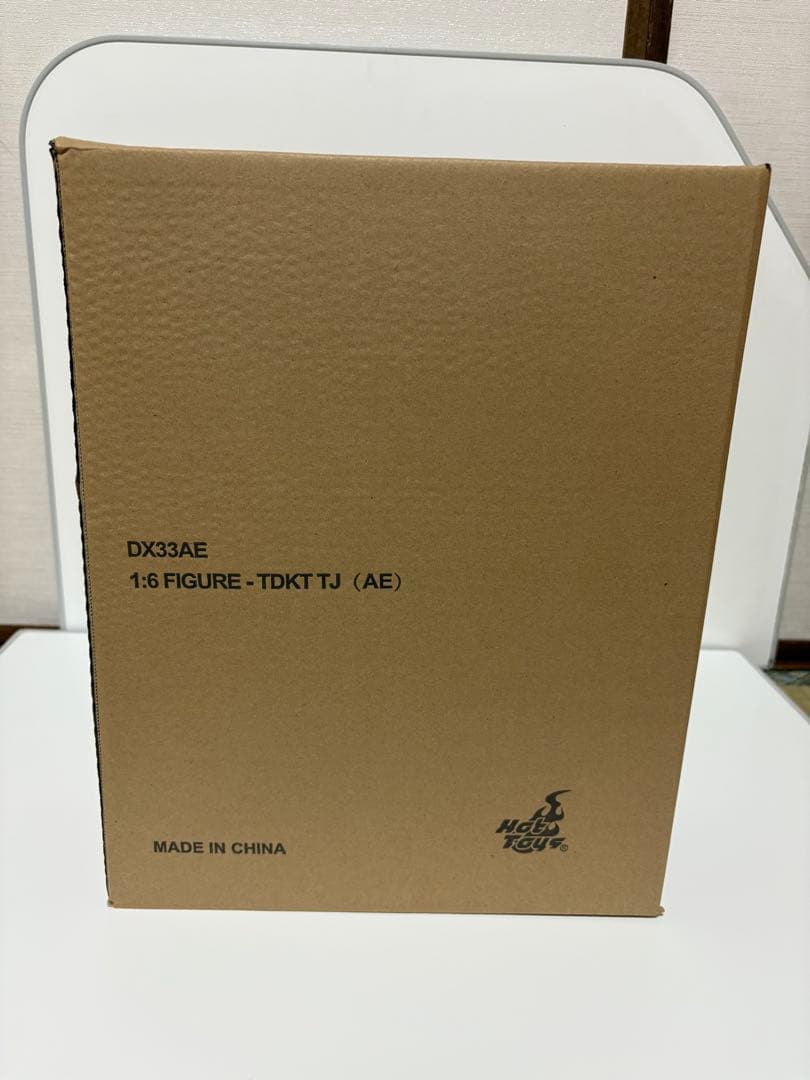 DX33AE
1:6 FIGURE - TDKT TJ（AE）
MADE IN CHINA
Hot
Toys®